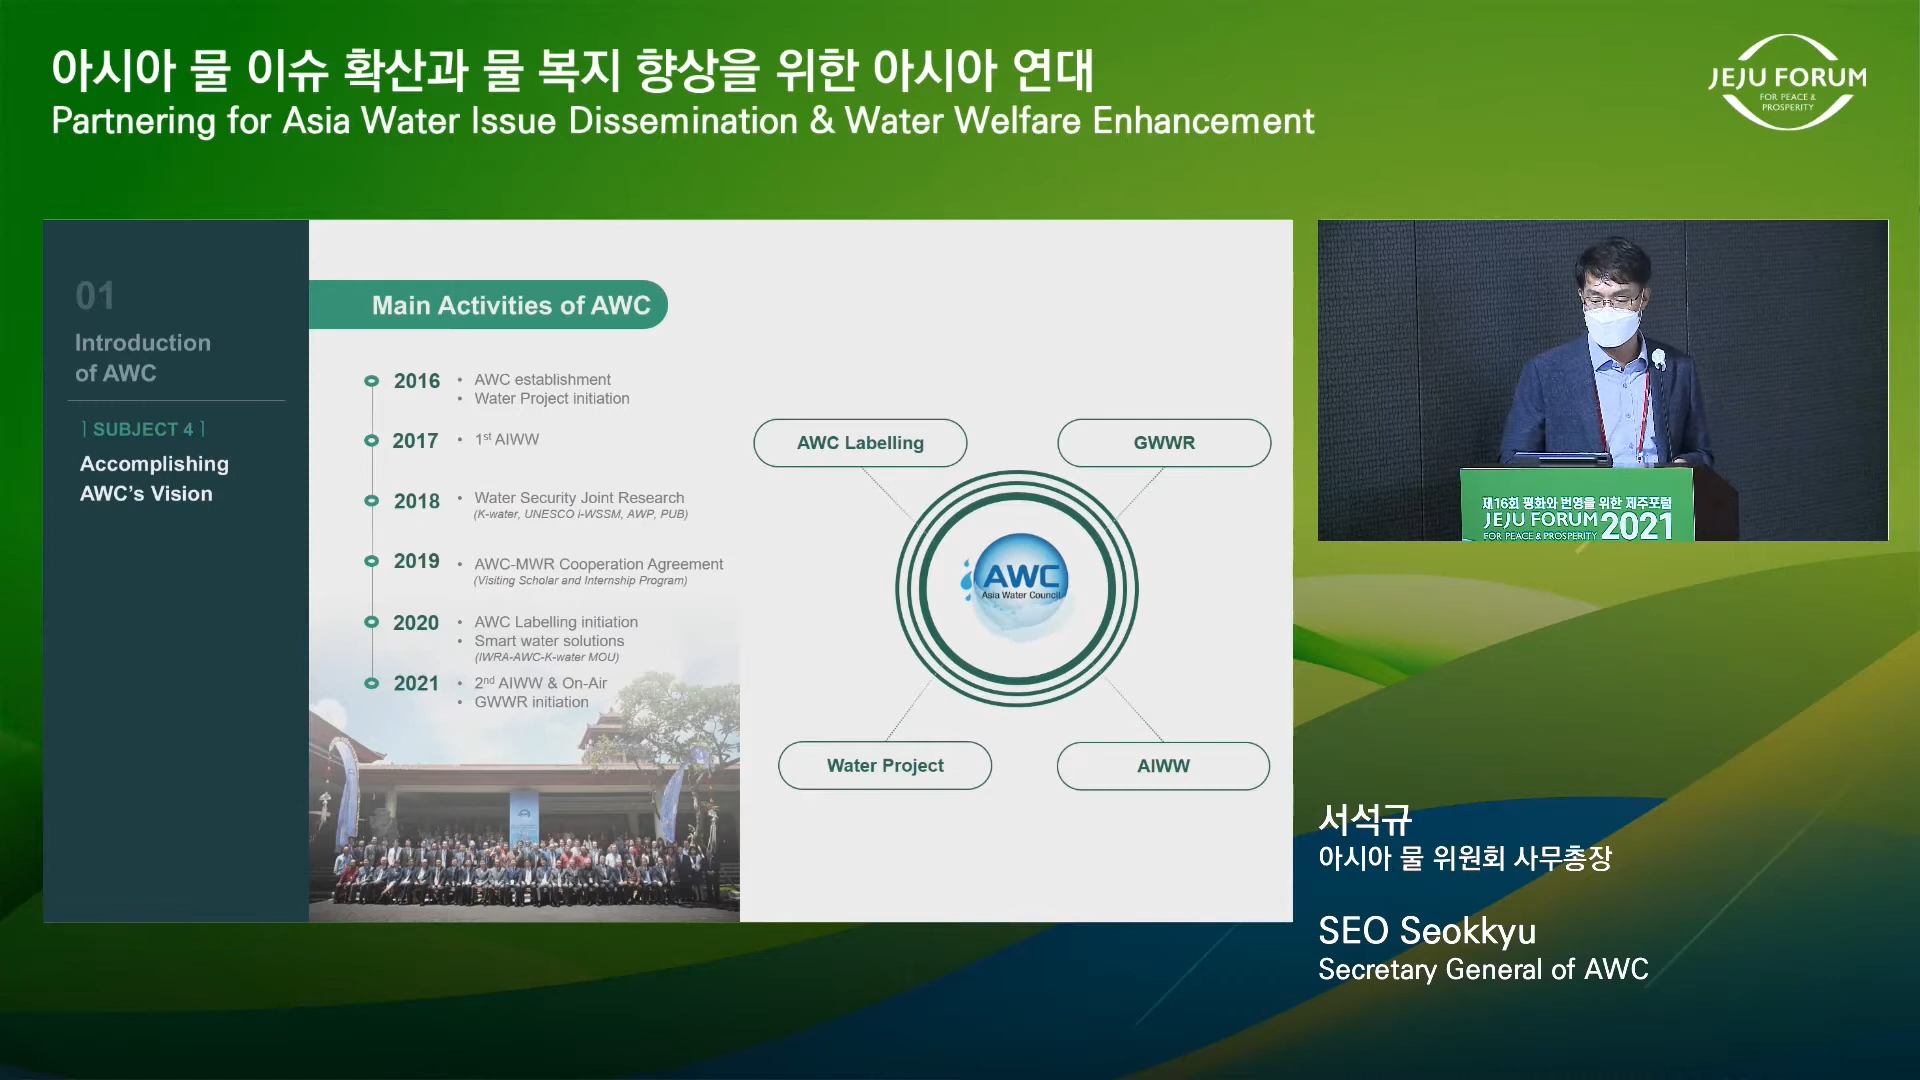 아시아 물 이슈 확산과 물 복지 향상을 위한 아시아 연대
Partnering for Asia Water Issue Dissemination & Water Welfare Enhancement
JEJU FORUM
FOR PEACE &
PROSPERITY
01
Introduction
of AWC
] SUBJECT 4 ]
Accomplishing
AWC's Vision
Main Activities of AWC
2016
• AWC establishment
• Water Project initiation
2017
• 1st AIWW
2018
• Water Security Joint Research
(K-water, UNESCO i-WSSM, AWP, PUB)
2019
• AWC-MWR Cooperation Agreement
(Visiting Scholar and Internship Program)
2020
• AWC Labelling initiation
• Smart water solutions
(IWRA-AWC-K-water MOU)
2021
• 2nd AIWW & On-Air
• GWWR initiation
AWC Labelling
GWWR
AWC
Asia Water Council
Water Project
AIWW
제16회 평화와 번영을 위한 제주포럼
JEJU FORUM 2021
FOR PEACE & PROSPERITY
서석규
아시아 물 위원회 사무총장
SEO Seokkyu
Secretary General of AWC